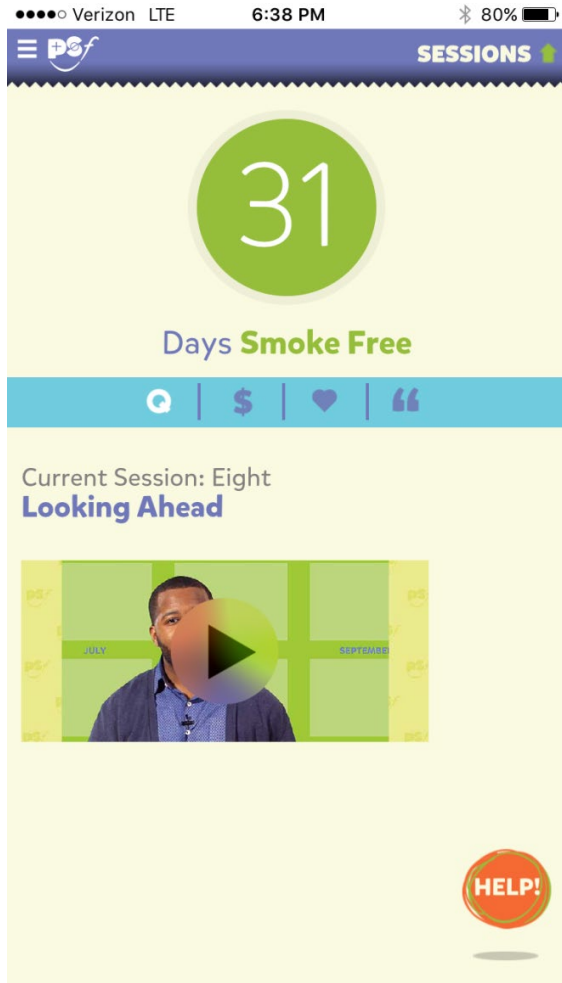 Verizon LTE 6:38 PM 80%
PSf SESSIONS
31
Days Smoke Free
Q $ “
Current Session: Eight
Looking Ahead
JULY SEPTEMBER
HELP!